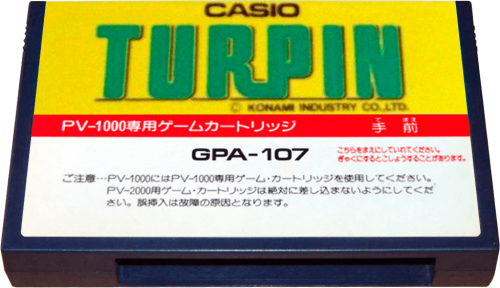 CASIO
TURPIN
© KONAMI INDUSTRY CO.,LTD.
PV-1000専用ゲームカートリッジ
て まえ
手 前
こちらをまえにしていれてください。
ぎゃくにするとこしょうすることがあります。
GPA-107
ご注意…PV-1000にはPV-1000専用ゲーム・カートリッジを使用してください。
PV-2000用ゲーム・カートリッジは絶対に差し込まないようにしてくだ
さい。誤挿入は故障の原因となります。